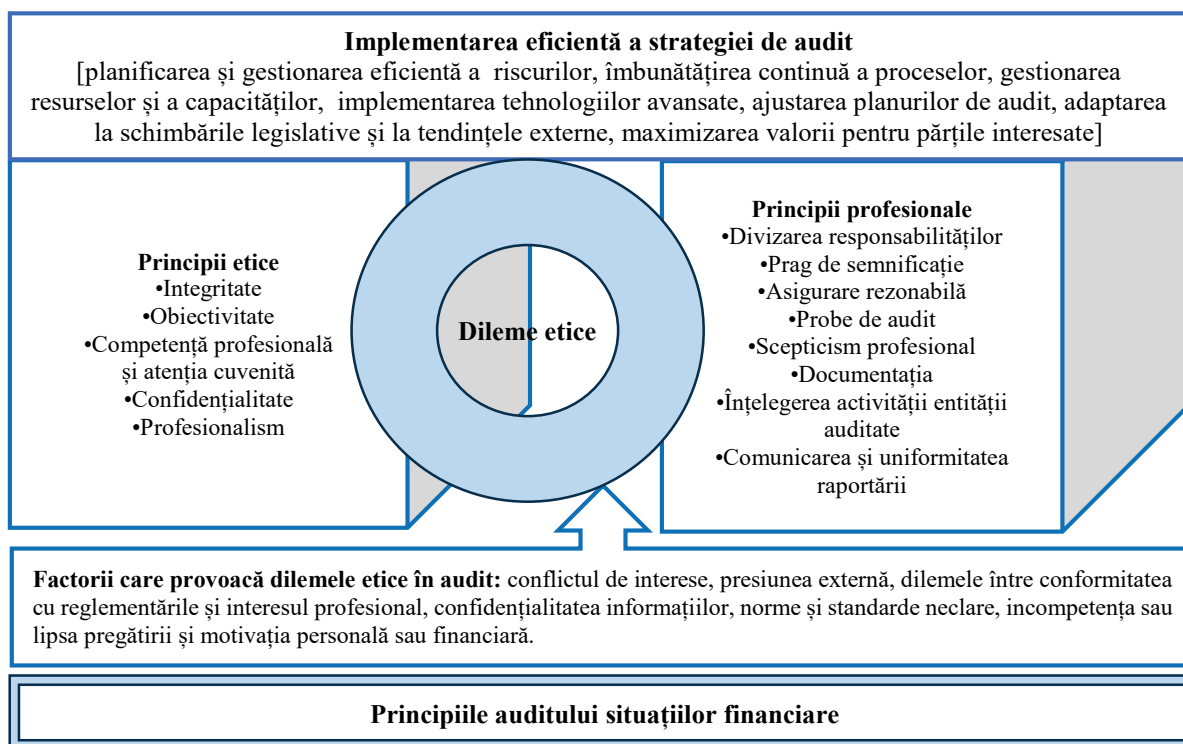 Implementarea eficientă a strategiei de audit
[planificarea și gestionarea eficientă a riscurilor, îmbunătățirea continuă a proceselor, gestionarea
resurselor și a capacităților, implementarea tehnologiilor avansate, ajustarea planurilor de audit, adaptarea
la schimbările legislative și la tendințele externe, maximizarea valorii pentru părțile interesate]
Principii etice
•Integritate
•Obiectivitate
•Competență profesională
și atenția cuvenită
•Confidențialitate
•Profesionalism
Dileme etice
Principii profesionale
•Divizarea responsabilităților
•Prag de semnificație
•Asigurare rezonabilă
•Probe de audit
•Scepticism profesional
•Documentația
•Înțelegerea activității entității
auditate
•Comunicarea și uniformitatea
raportării
Factorii care provoacă dilemele etice în audit: conflictul de interese, presiunea externă, dilemele între conformitatea
cu reglementările și interesul profesional, confidențialitatea informațiilor, norme și standarde neclare, incompetența sau
lipsa pregătirii și motivația personală sau financiară.
Principiile auditului situațiilor financiare